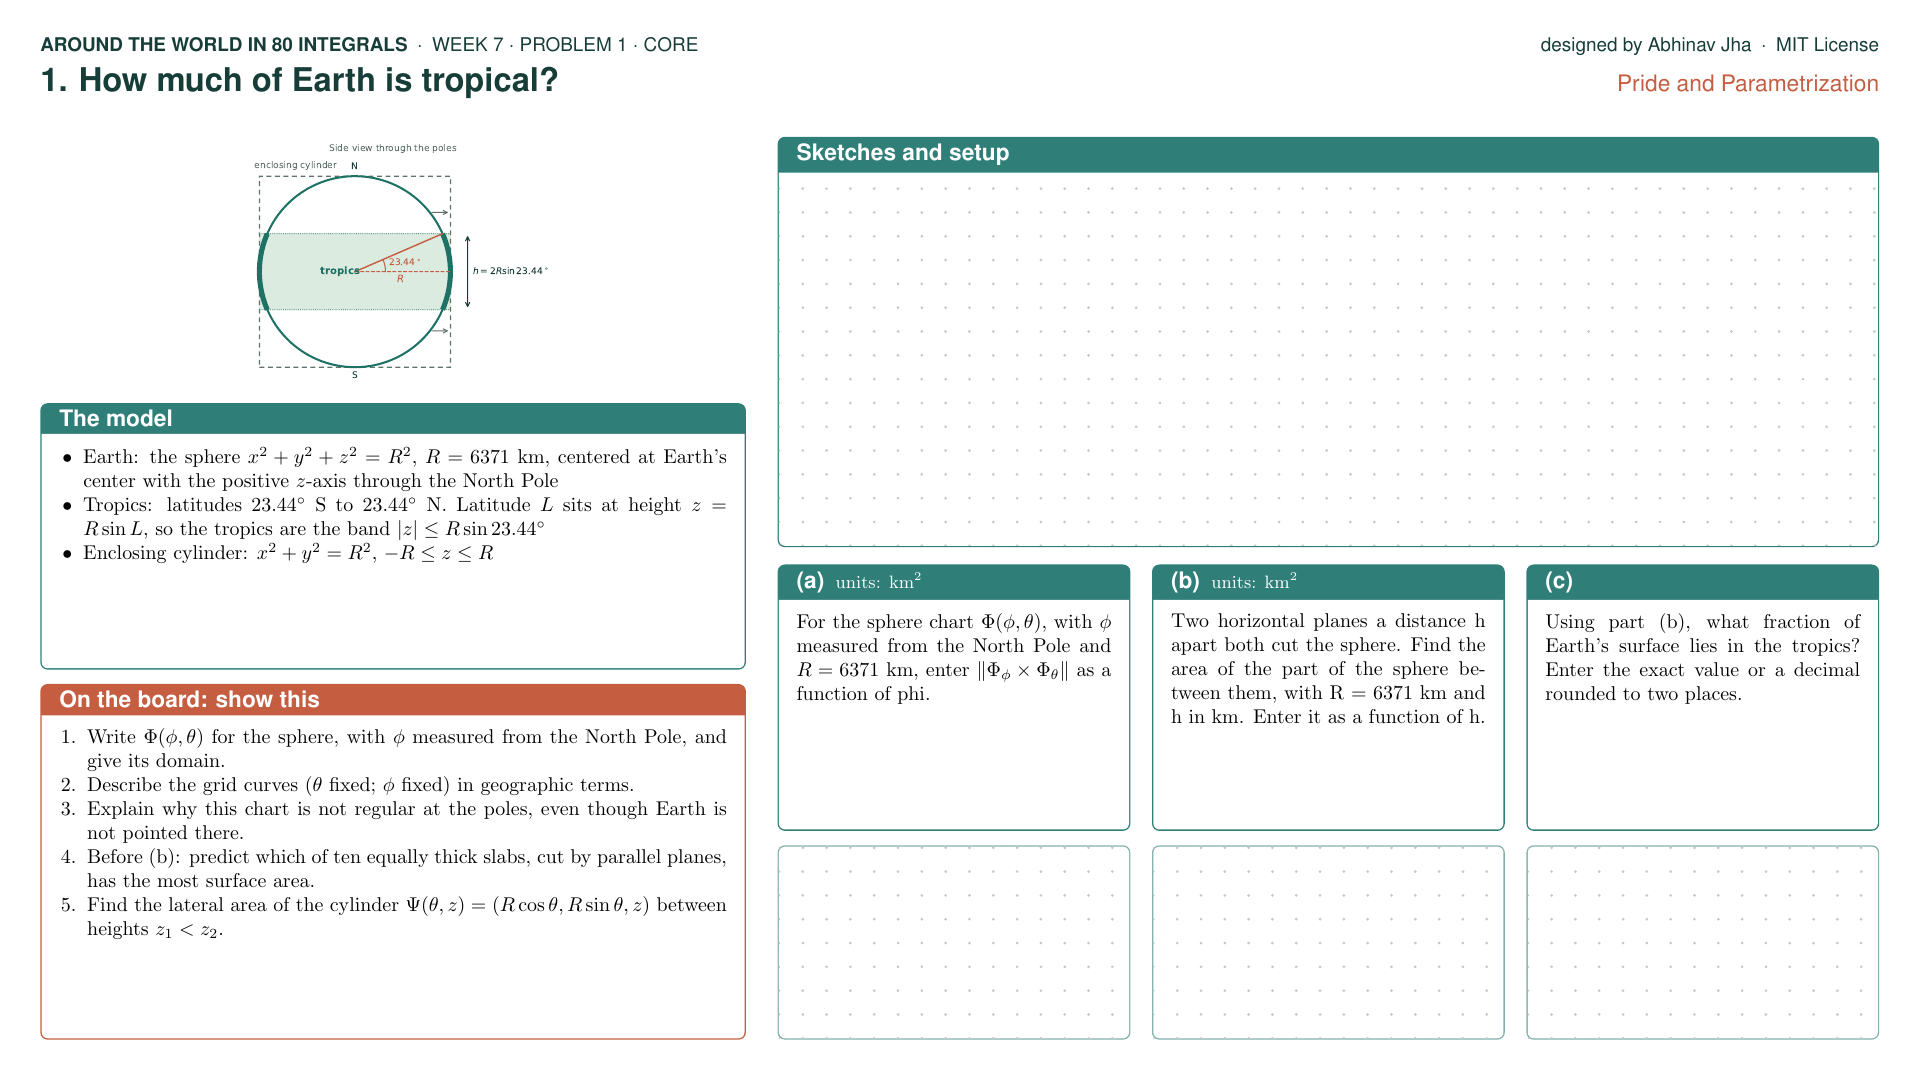 AROUND THE WORLD IN 80 INTEGRALS · WEEK 7 · PROBLEM 1 · CORE
designed by Abhinav Jha · MIT License
1. How much of Earth is tropical?
Pride and Parametrization
Side view through the poles
enclosing cylinder N
tropics
23.44°
R
h = 2R sin 23.44°
S
The model
• Earth: the sphere x² + y² + z² = R², R = 6371 km, centered at Earth's
center with the positive z-axis through the North Pole
• Tropics: latitudes 23.44° S to 23.44° N. Latitude L sits at height z =
R sin L, so the tropics are the band |z| ≤ R sin 23.44°
• Enclosing cylinder: x² + y² = R², −R ≤ z ≤ R
On the board: show this
1. Write Φ(ϕ, θ) for the sphere, with ϕ measured from the North Pole, and
give its domain.
2. Describe the grid curves (θ fixed; ϕ fixed) in geographic terms.
3. Explain why this chart is not regular at the poles, even though Earth is
not pointed there.
4. Before (b): predict which of ten equally thick slabs, cut by parallel planes,
has the most surface area.
5. Find the lateral area of the cylinder Ψ(θ, z) = (R cos θ, R sin θ, z) between
heights z₁ < z₂.
Sketches and setup
(a) units: km²
For the sphere chart Φ(ϕ, θ), with ϕ
measured from the North Pole and
R = 6371 km, enter ‖Φ_ϕ × Φ_θ‖ as a
function of phi.
(b) units: km²
Two horizontal planes a distance h
apart both cut the sphere. Find the
area of the part of the sphere be-
tween them, with R = 6371 km and
h in km. Enter it as a function of h.
(c)
Using part (b), what fraction of
Earth's surface lies in the tropics?
Enter the exact value or a decimal
rounded to two places.